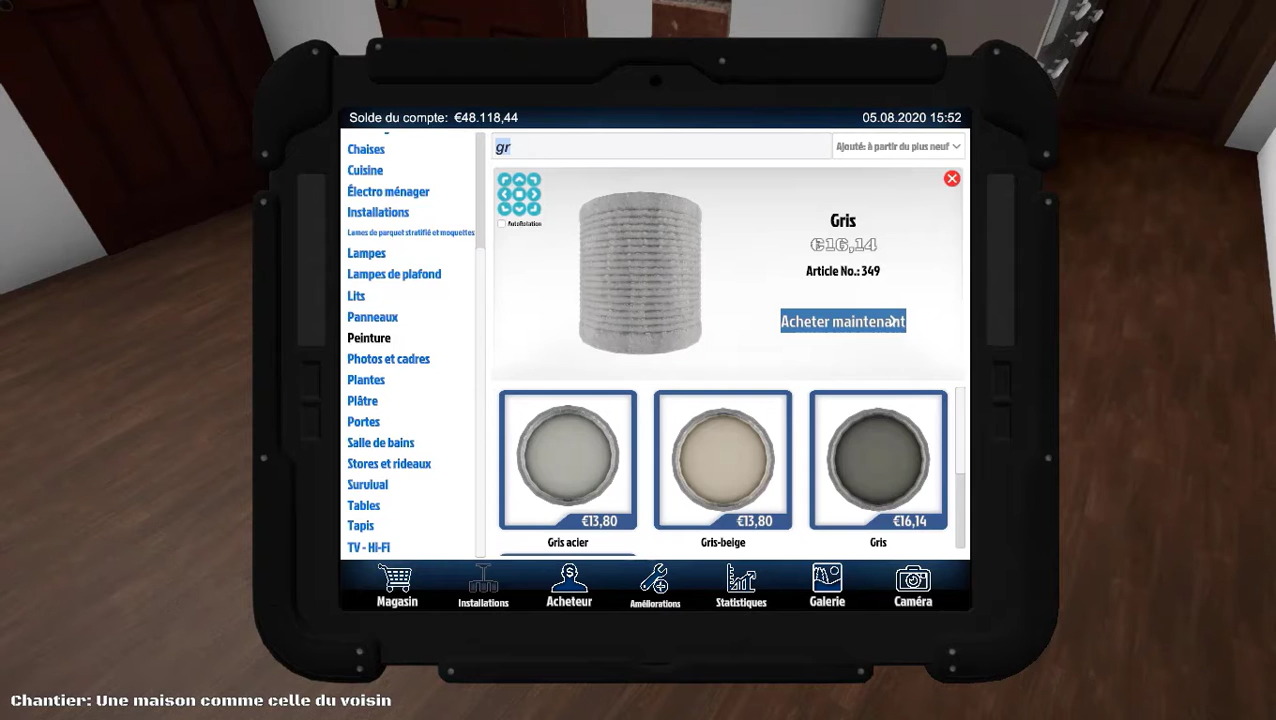 Solde du compte: €48.118,44
05.08.2020 15:52
Chaises
Cuisine
Électro ménager
Installations
Lames de parquet stratifié et moquettes
Lampes
Lampes de plafond
Lits
Panneaux
Peinture
Photos et cadres
Plantes
Plâtre
Portes
Salle de bains
Stores et rideaux
Survival
Tables
Tapis
TV - HI-FI
gr
Ajouté: à partir du plus neuf
AutoRotation
Gris
€16,14
Article No.: 349
Acheter maintenant
€13,80
€13,80
€16,14
Gris acier
Gris-beige
Gris
Magasin
Installations
Acheteur
Améliorations
Statistiques
Galerie
Caméra
Chantier: Une maison comme celle du voisin